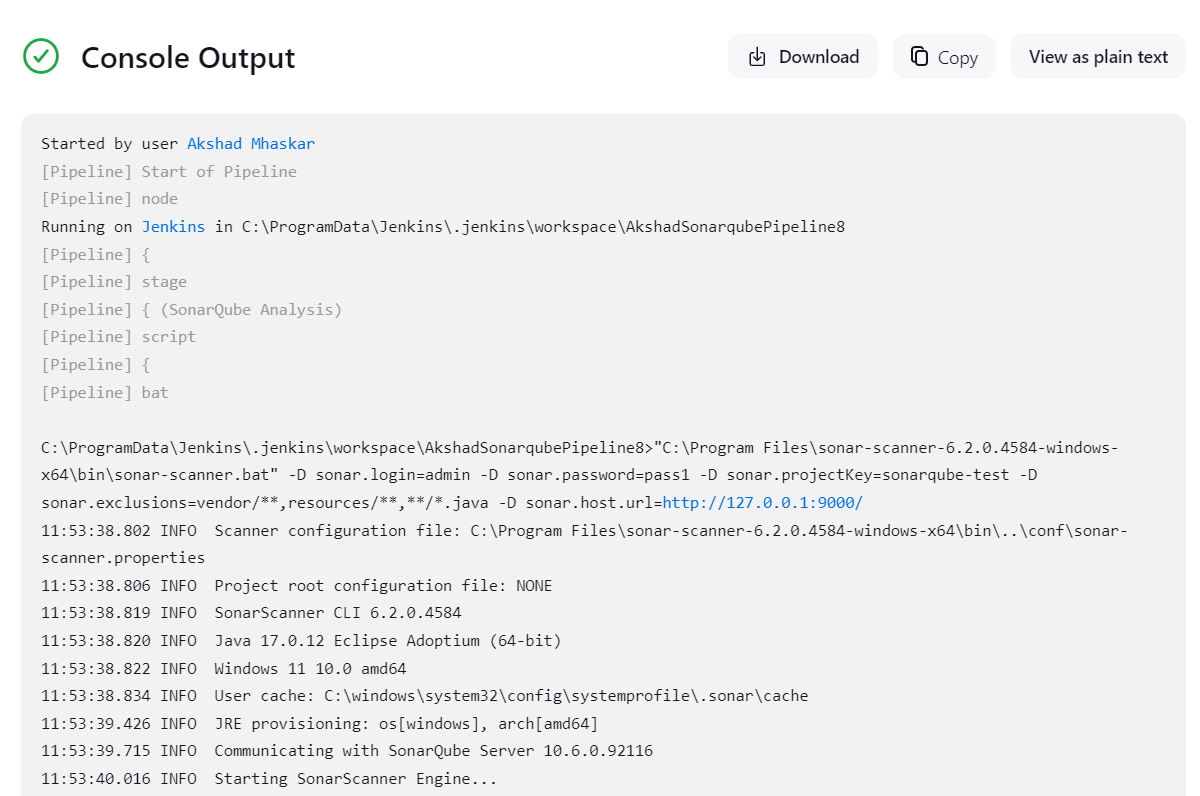 Console Output
Download
Copy
View as plain text
Started by user Akshad Mhaskar
[Pipeline] Start of Pipeline
[Pipeline] node
Running on Jenkins in C:\ProgramData\Jenkins\.jenkins\workspace\AkshadSonarqubePipeline8
[Pipeline] {
[Pipeline] stage
[Pipeline] { (SonarQube Analysis)
[Pipeline] script
[Pipeline] {
[Pipeline] bat
C:\ProgramData\Jenkins\.jenkins\workspace\AkshadSonarqubePipeline8>"C:\Program Files\sonar-scanner-6.2.0.4584-windows-
x64\bin\sonar-scanner.bat" -D sonar.login=admin -D sonar.password=pass1 -D sonar.projectKey=sonarqube-test -D
sonar.exclusions=vendor/**,resources/**,**/*.java -D sonar.host.url=http://127.0.0.1:9000/
11:53:38.802 INFO  Scanner configuration file: C:\Program Files\sonar-scanner-6.2.0.4584-windows-x64\bin\..\conf\sonar-
scanner.properties
11:53:38.806 INFO  Project root configuration file: NONE
11:53:38.819 INFO  SonarScanner CLI 6.2.0.4584
11:53:38.820 INFO  Java 17.0.12 Eclipse Adoptium (64-bit)
11:53:38.822 INFO  Windows 11 10.0 amd64
11:53:38.834 INFO  User cache: C:\windows\system32\config\systemprofile\.sonar\cache
11:53:39.426 INFO  JRE provisioning: os[windows], arch[amd64]
11:53:39.715 INFO  Communicating with SonarQube Server 10.6.0.92116
11:53:40.016 INFO  Starting SonarScanner Engine...